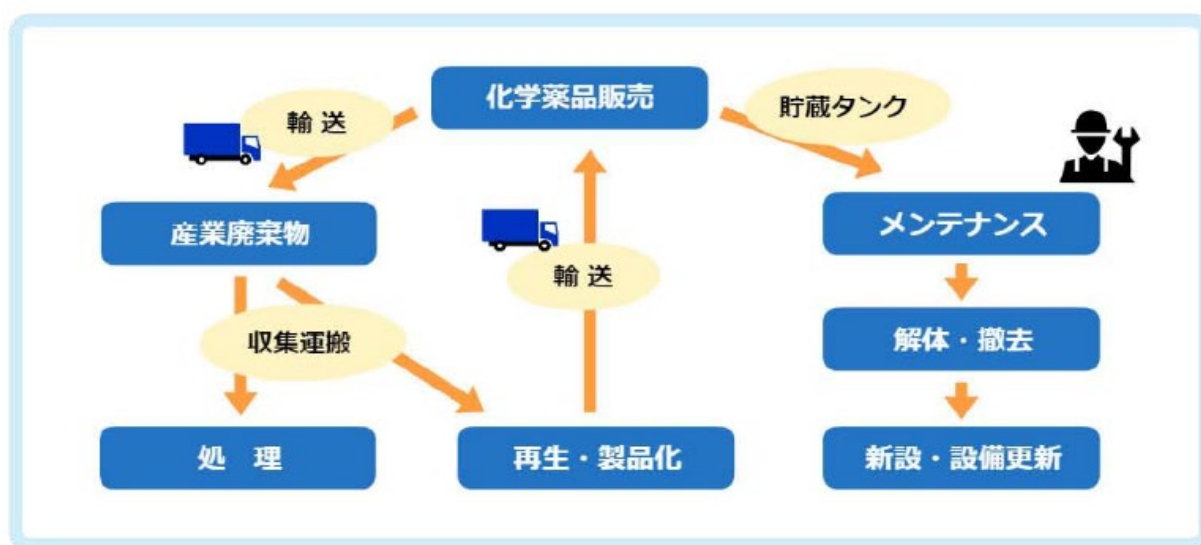 化学薬品販売
輸 送
貯蔵タンク
産業廃棄物
メンテナンス
輸 送
収集運搬
解体・撤去
処　理
再生・製品化
新設・設備更新